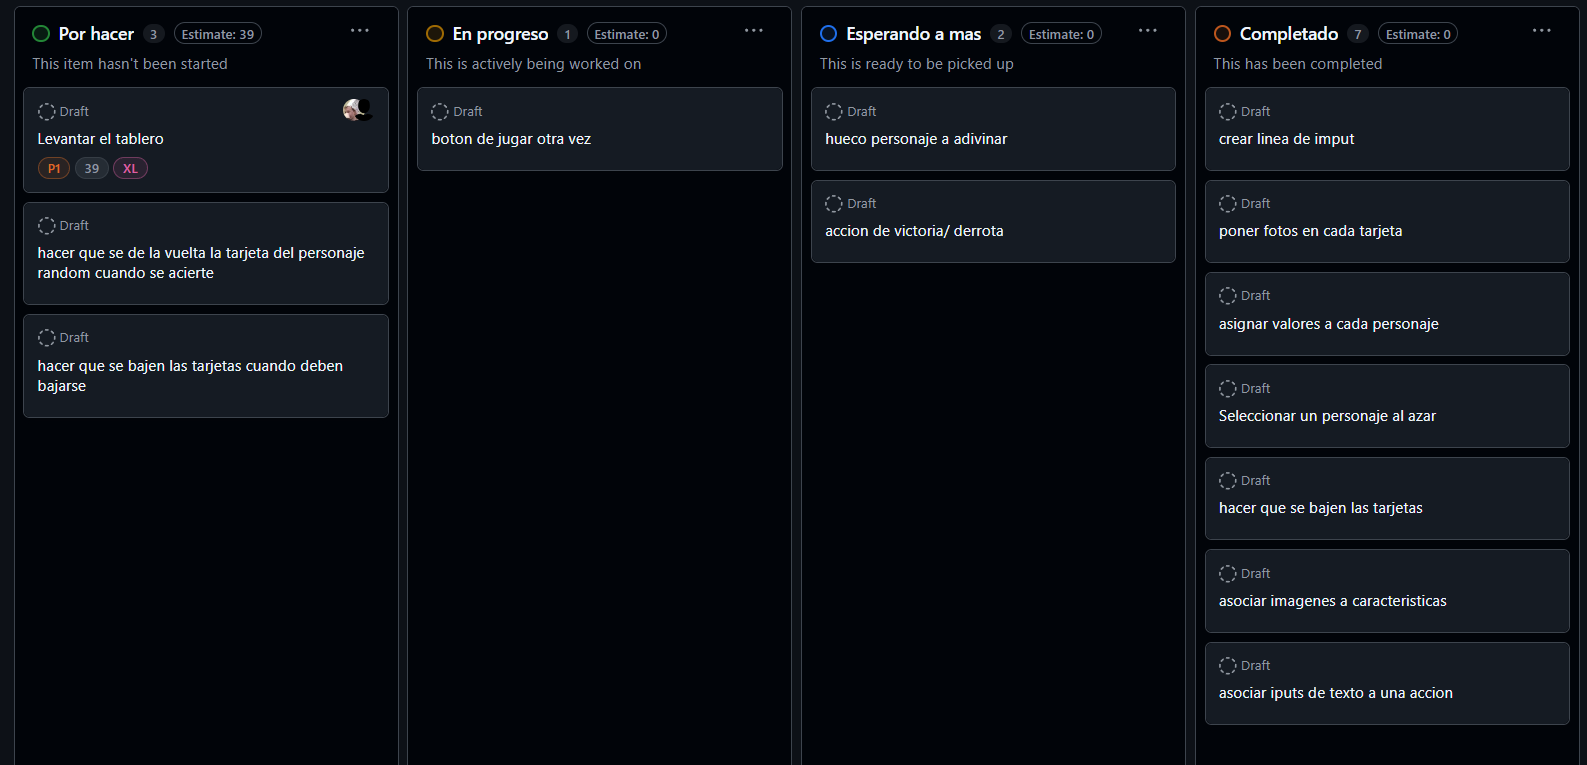 Por hacer 3 Estimate: 39
This item hasn't been started
Draft
Levantar el tablero
P1 39 XL
Draft
hacer que se de la vuelta la tarjeta del personaje
random cuando se acierte
Draft
hacer que se bajen las tarjetas cuando deben
bajarse
En progreso 1 Estimate: 0
This is actively being worked on
Draft
boton de jugar otra vez
Esperando a mas 2 Estimate: 0
This is ready to be picked up
Draft
hueco personaje a adivinar
Draft
accion de victoria/ derrota
Completado 7 Estimate: 0
This has been completed
Draft
crear linea de imput
Draft
poner fotos en cada tarjeta
Draft
asignar valores a cada personaje
Draft
Seleccionar un personaje al azar
Draft
hacer que se bajen las tarjetas
Draft
asociar imagenes a caracteristicas
Draft
asociar iputs de texto a una accion